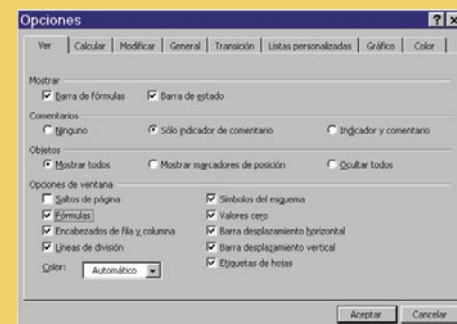 Opciones
Ver Calcular Modificar General Transición Listas personalizadas Gráfico Color
Mostrar
Barra de fórmulas Barra de estado
Comentarios
Ninguno Sólo indicador de comentario Indicador y comentario
Objetos
Mostrar todos Mostrar marcadores de posición Ocultar todos
Opciones de ventana
Saltos de página Símbolos del esquema
Fórmulas Valores cero
Encabezados de fila y columna Barra desplazamiento horizontal
Líneas de división Barra desplazamiento vertical
Color: Automático Etiquetas de hojas
Aceptar Cancelar